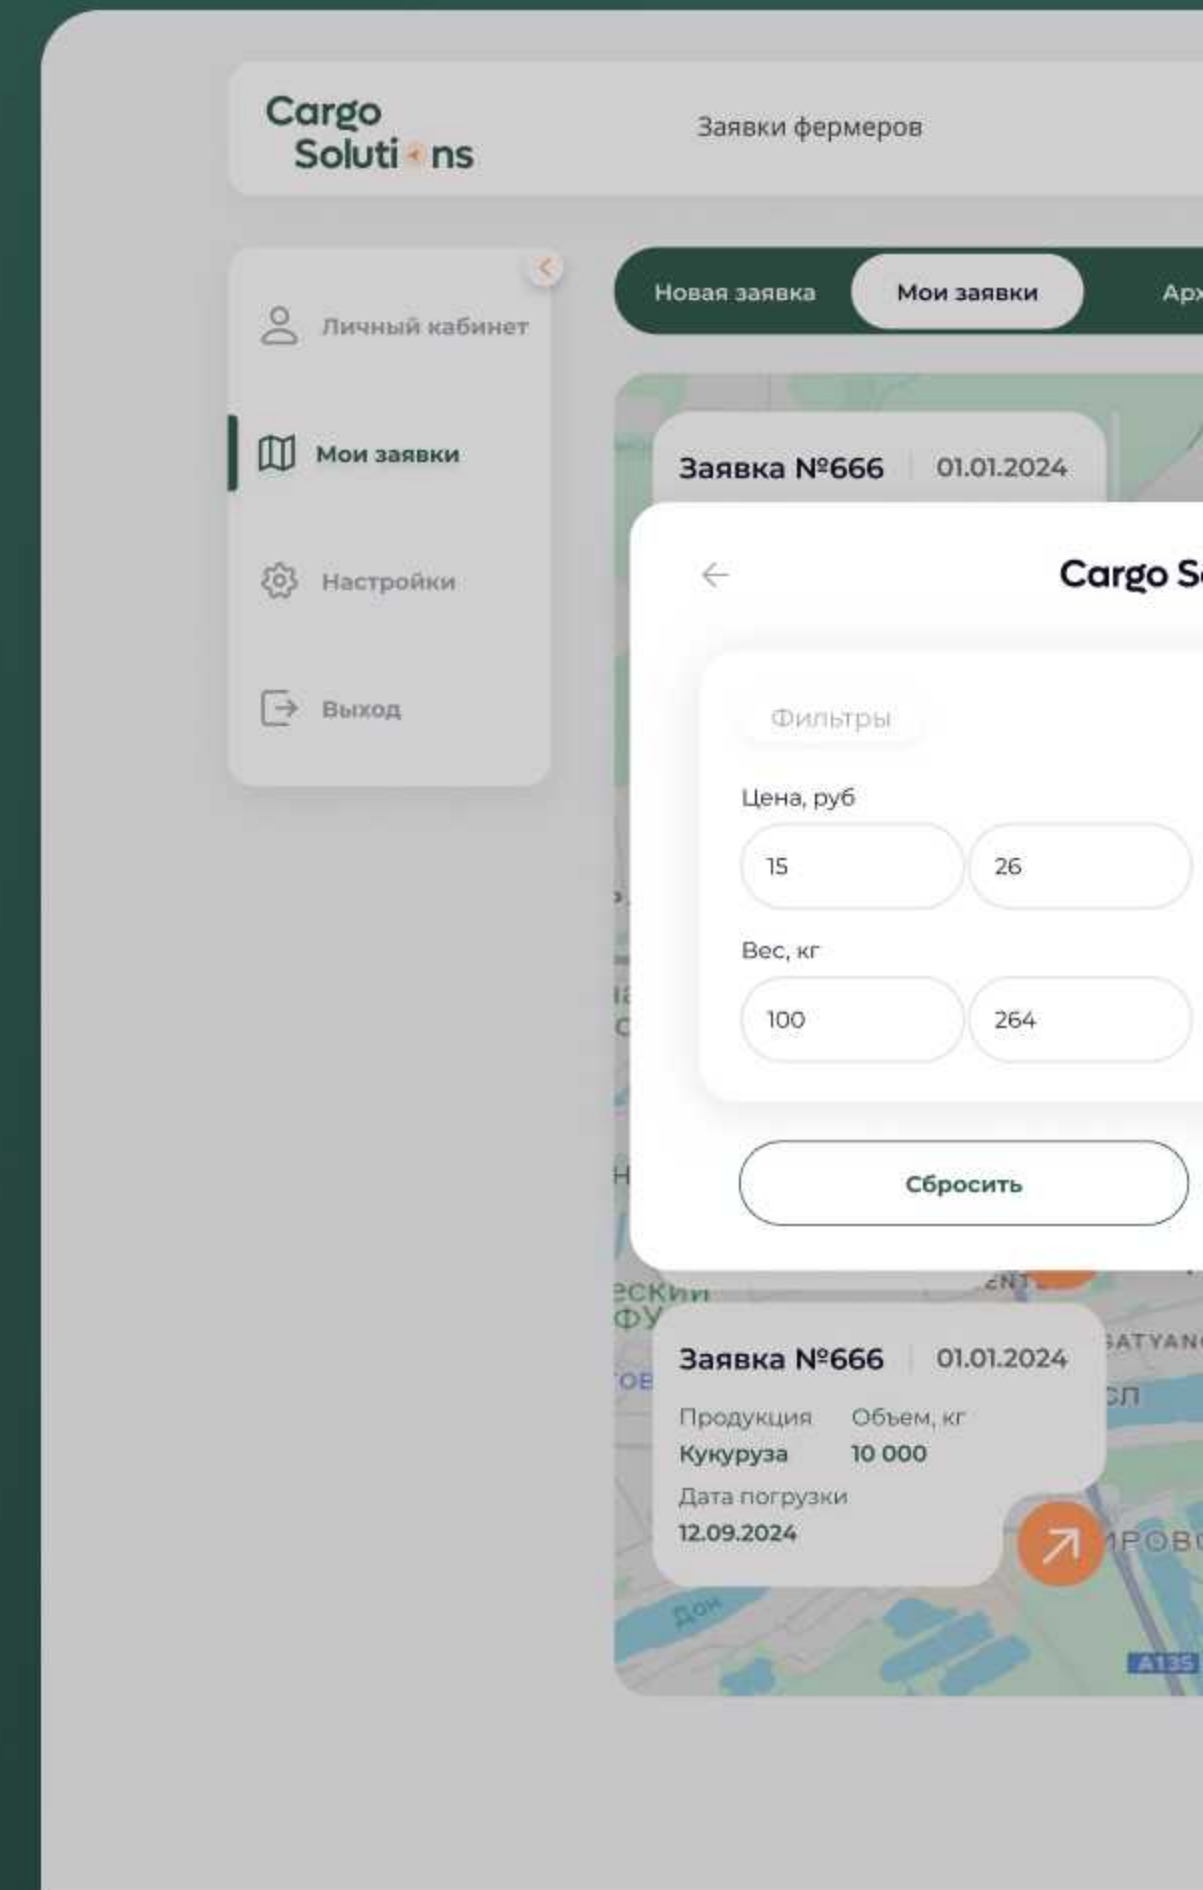 Cargo
Soluti ns
Заявки фермеров
Личный кабинет
Мои заявки
Настройки
Выход
Новая заявка
Мои заявки
Заявка №666
01.01.2024
Cargo
Фильтры
Цена, руб
15
26
Вес, кг
100
264
Сбросить
Заявка №666
01.01.2024
Продукция
Объем, кг
Кукуруза
10 000
Дата погрузки
12.09.2024
Дон
A135